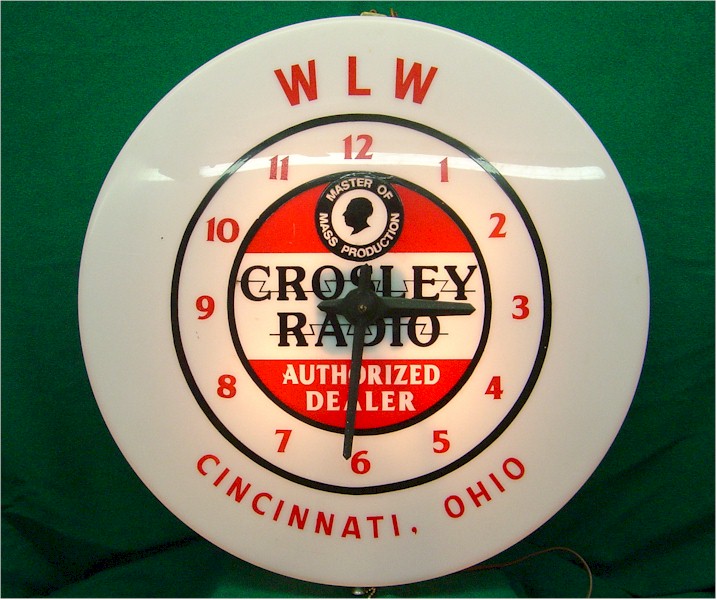 WLW
12
1
2
3
4
5
6
7
8
9
10
11
MASTER OF
MASS PRODUCTION
CROSLEY
RADIO
AUTHORIZED
DEALER
CINCINNATI, OHIO